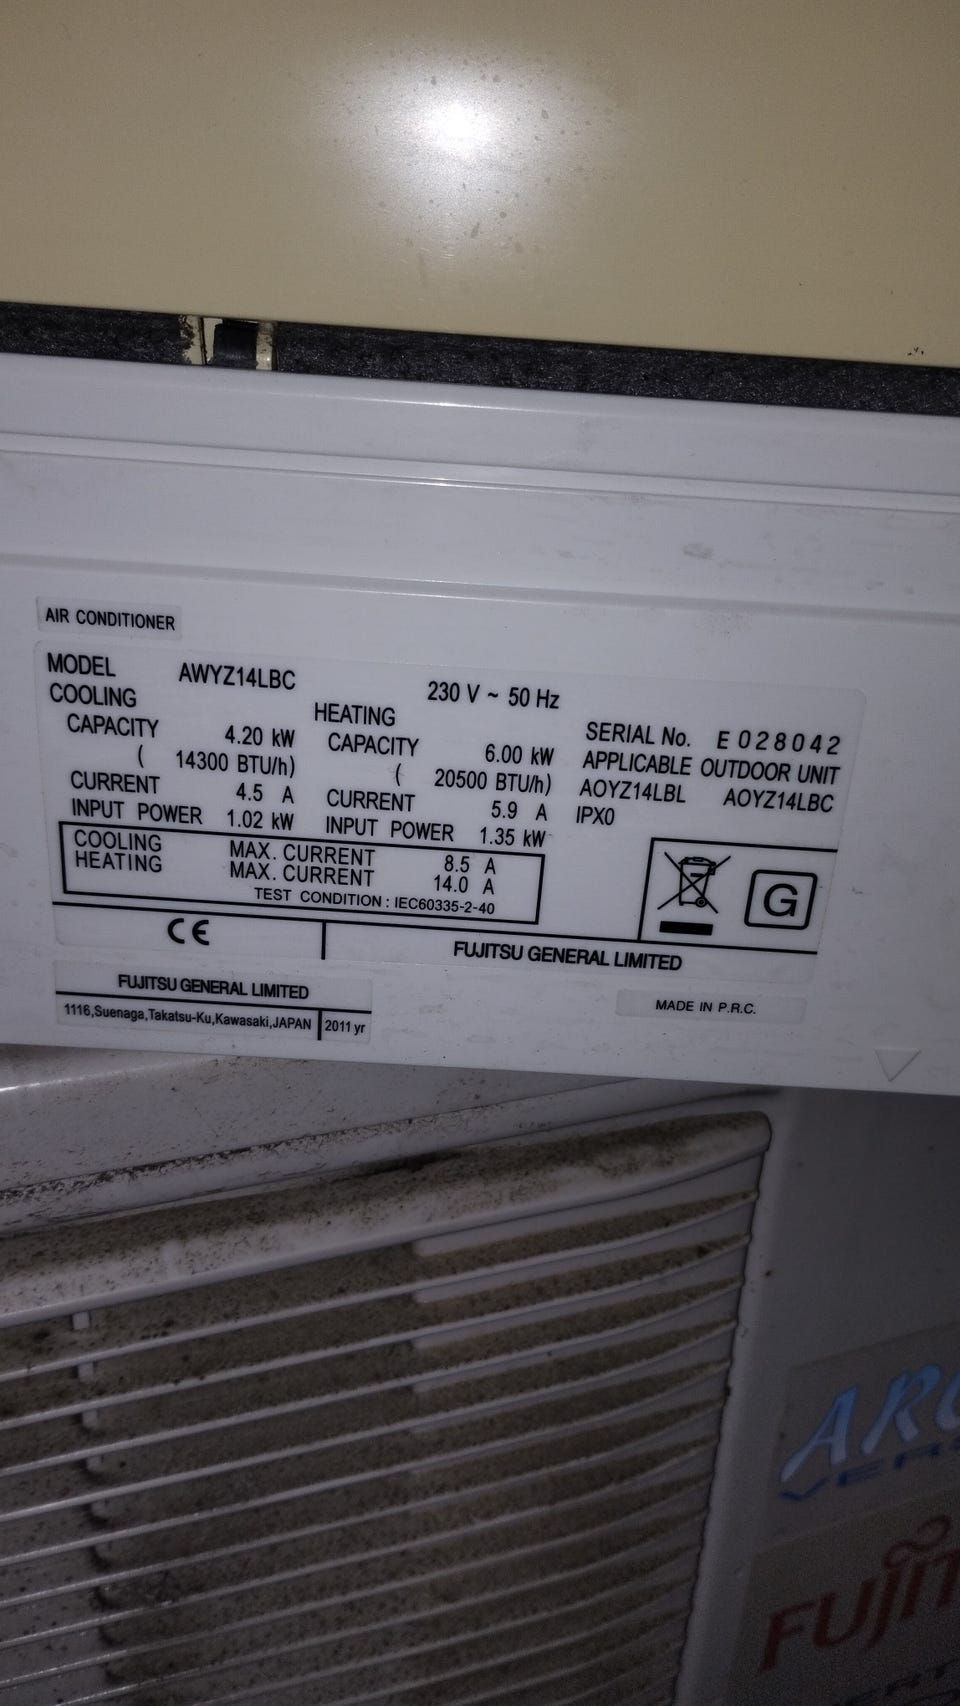 AIR CONDITIONER
MODEL AWYZ14LBC 230 V ~ 50 Hz
COOLING
CAPACITY 4.20 kW
( 14300 BTU/h)
CURRENT 4.5 A
INPUT POWER 1.02 kW
HEATING
CAPACITY 6.00 kW
( 20500 BTU/h)
CURRENT 5.9 A
INPUT POWER 1.35 kW
SERIAL No. E028042
APPLICABLE OUTDOOR UNIT
AOYZ14LBL AOYZ14LBC
IPX0
COOLING MAX. CURRENT 8.5 A
HEATING MAX. CURRENT 14.0 A
TEST CONDITION : IEC60335-2-40
G
CE
FUJITSU GENERAL LIMITED
FUJITSU GENERAL LIMITED
1116,Suenaga,Takatsu-Ku,Kawasaki,JAPAN 2011 yr
MADE IN P.R.C.